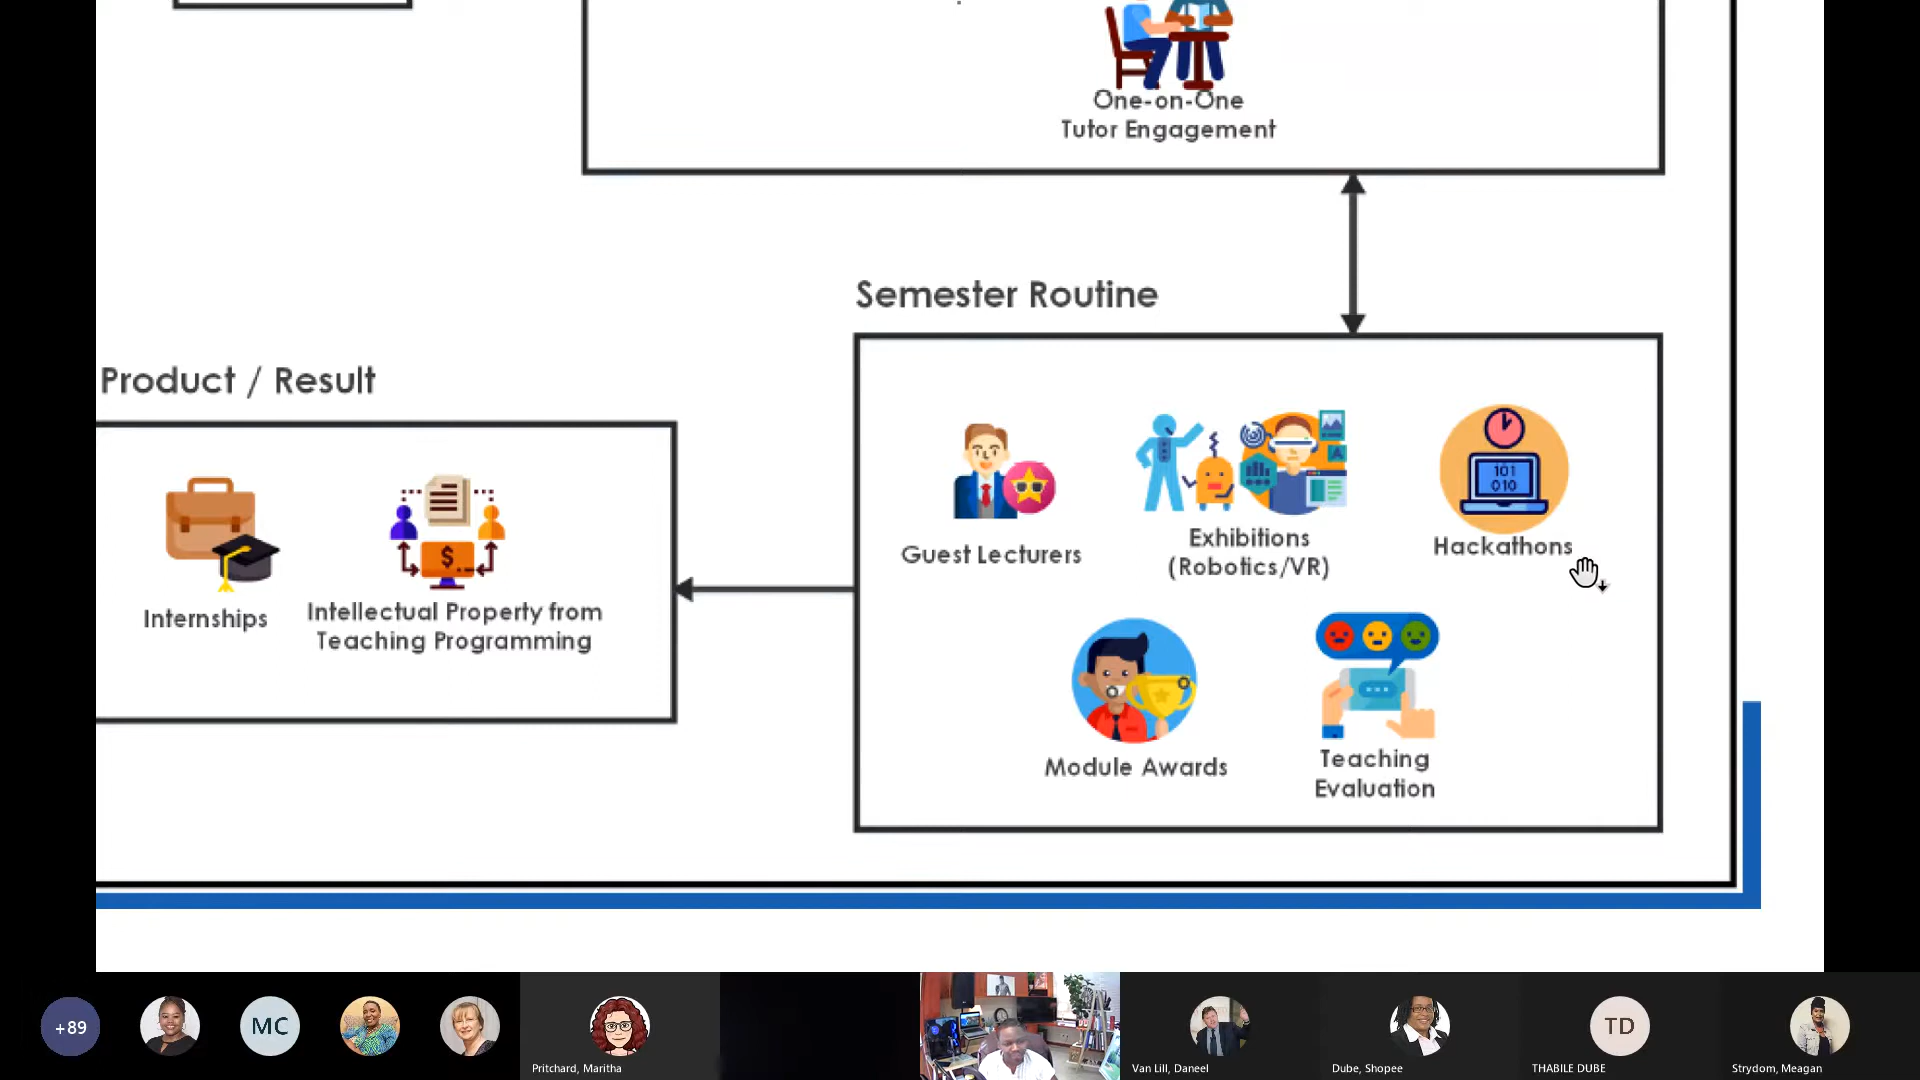 One-on-One
Tutor Engagement
Semester Routine
Product / Result
Guest Lecturers
Exhibitions
(Robotics/VR)
101
010
Hackathons
Internships
$
Intellectual Property from
Teaching Programming
A
Module Awards
Teaching
Evaluation
+89
MC
Pritchard, Maritha
Van Lill, Daneel
Dube, Shopee
TD
THABILE DUBE
Strydom, Meagan